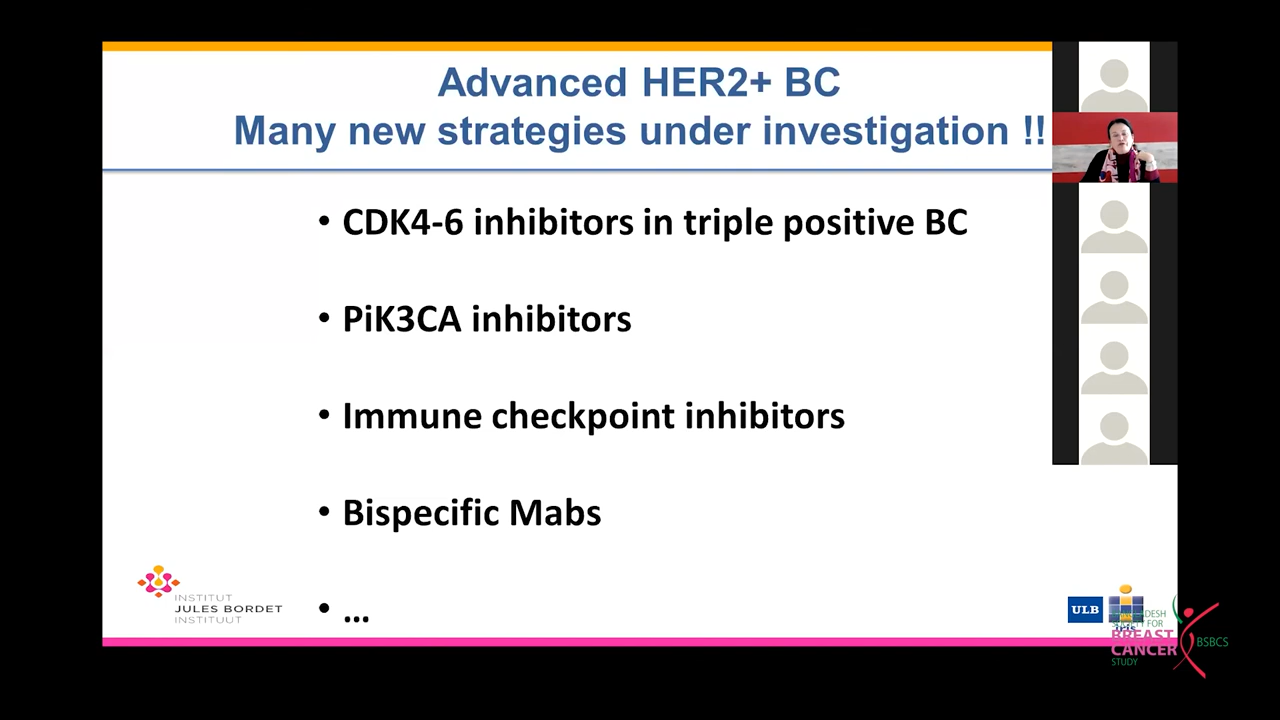 Advanced HER2+ BC
Many new strategies under investigation !!
• CDK4-6 inhibitors in triple positive BC
• PiK3CA inhibitors
• Immune checkpoint inhibitors
• Bispecific Mabs
• ...
INSTITUT
JULES BORDET
INSTITUUT
ULB
iris
BREAST
CANCER
STUDY
BSBCS